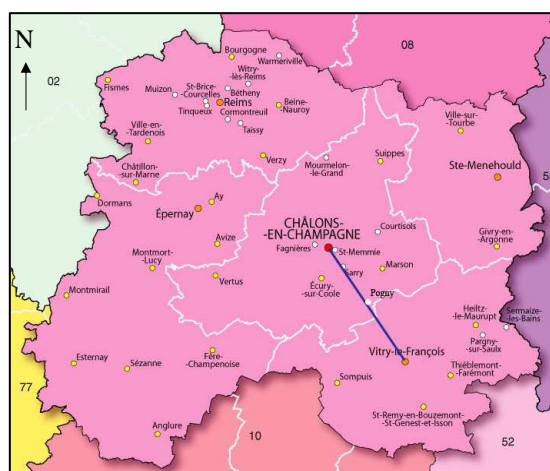 N
08
02
Bourgogne
Warmeriville
Witry-
lès-Reims
Fismes
St-Brice-
Courcelles
Muizon
Bétheny
Reims
Tinqueux
Cormontreuil
Beine-
Nauroy
Taissy
Ville-en-
Tardenois
Ville-sur-
Tourbe
Verzy
Mourmelon-
le-Grand
Suippes
Châtillon-
sur-Marne
Ste-Menehould
Dormans
Ay
Épernay
CHÂLONS-
EN-CHAMPAGNE
Courtisols
Avize
Fagnières
St-Memmie
Givry-en-
Argonne
Montmort-
Lucy
Vertus
Sarry
Marson
Écury-
sur-Coole
Montmirail
Pogny
Heiltz-
le-Maurupt
Sermaize-
les-Bains
Pargny-
sur-Saulx
Vitry-le-François
Esternay
Sézanne
Fère-
Champenoise
Thiéblemont-
Farémont
Sompuis
77
St-Remy-en-Bouzemont-
St-Genest-et-Isson
Anglure
10
52